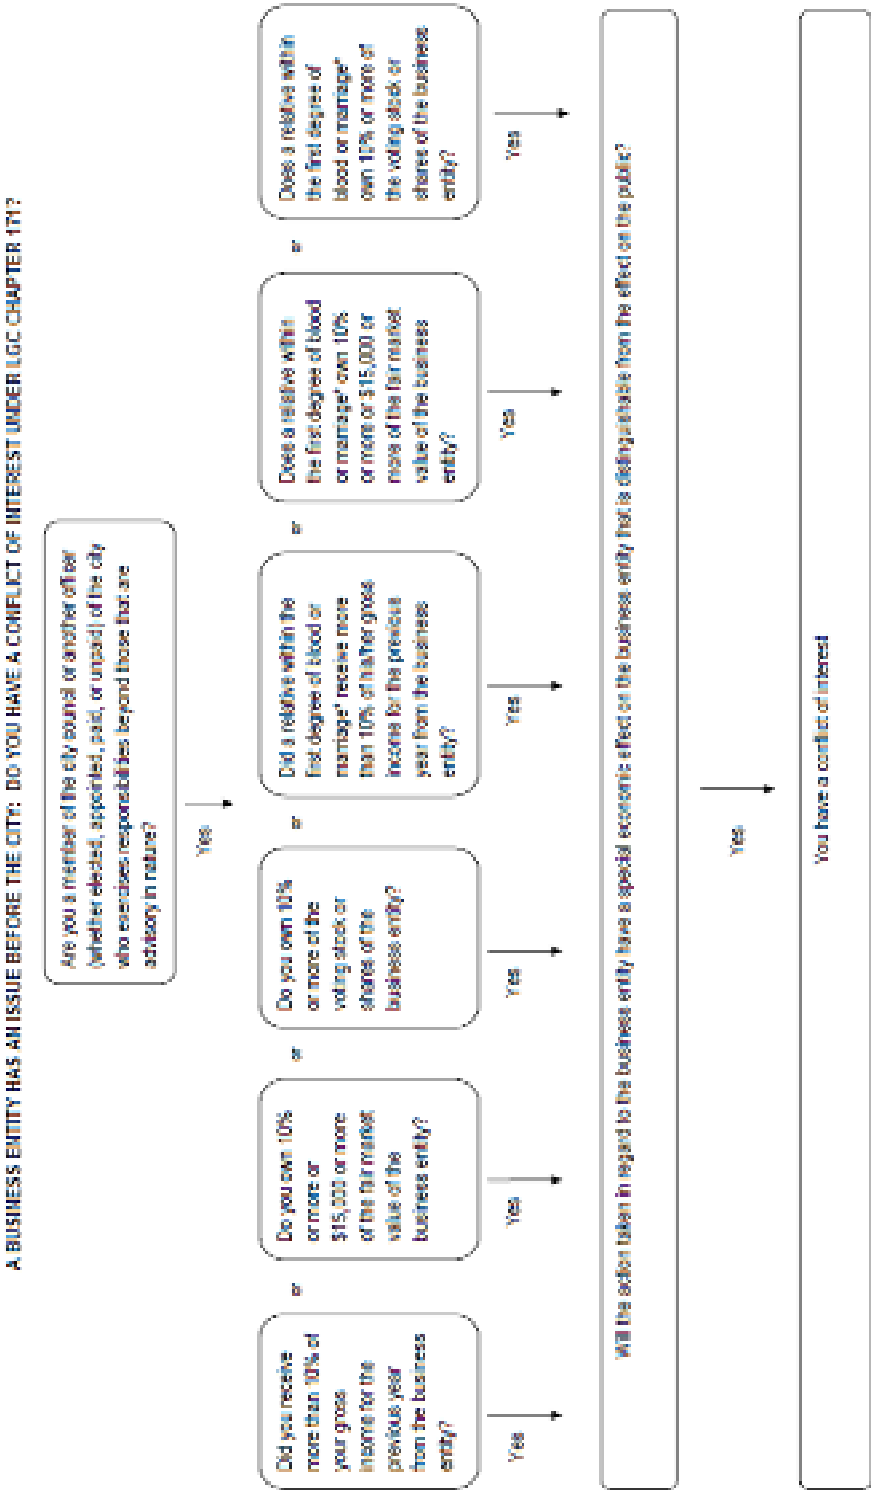 A BUSINESS ENTITY HAS AN ISSUE BEFORE THE CITY: DO YOU HAVE A CONFLICT OF INTEREST UNDER LGC CHAPTER 171?
Are you a member of the city council or another officer
(whether elected, appointed, paid, or unpaid) of the city
who exercises responsibilities beyond those that are
advisory in nature?
Yes
Did you receive
more than 10% of
your gross
income for the
previous year
from the business
entity?
or
Do you own 10%
or more or
$15,000 or more
of the fair market
value of the
business entity?
or
Do you own 10%
or more of the
voting stock or
shares of the
business entity?
or
Did a relative within the
first degree of blood or
marriage* receive more
than 10% of his/her gross
income for the previous
year from the business
entity?
or
Does a relative within
the first degree of blood
or marriage* own 10%
or more or $15,000 or
more of the fair market
value of the business
entity?
or
Does a relative within
the first degree of
blood or marriage*
own 10% or more of
the voting stock or
shares of the business
entity?
Yes
Yes
Yes
Yes
Yes
Yes
Will the action taken in regard to the business entity have a special economic effect on the business entity that is distinguishable from the effect on the public?
Yes
You have a conflict of interest